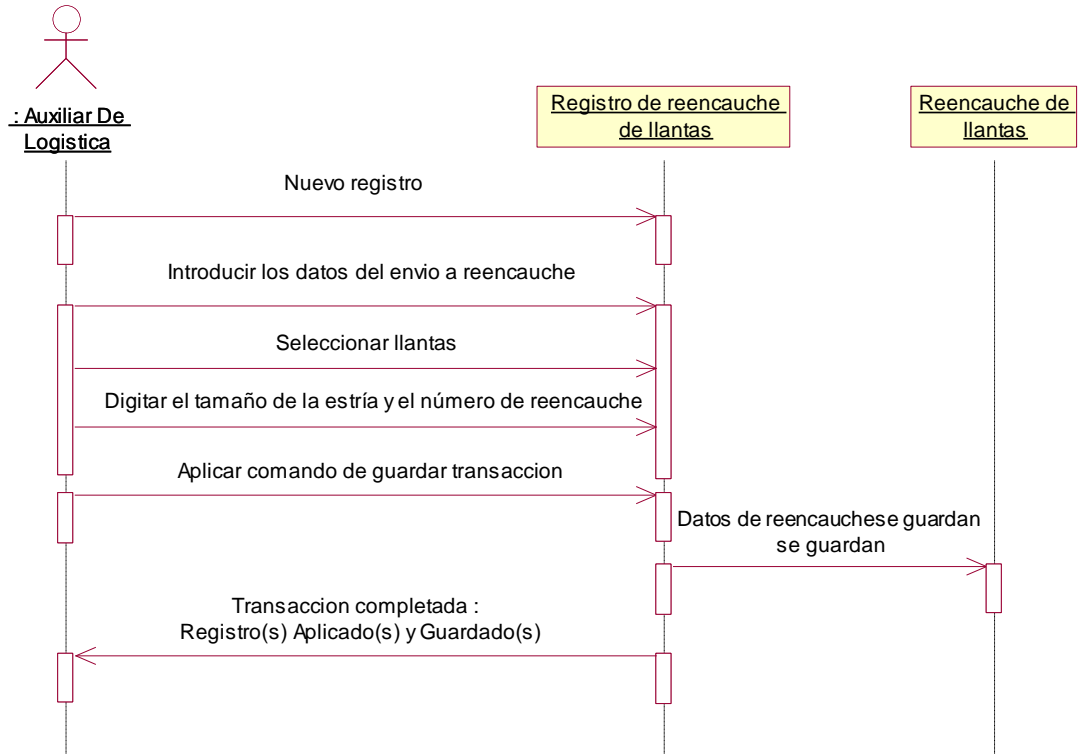 : Auxiliar De
Logistica
Registro de reencauche
de llantas
Reencauche de
llantas
Nuevo registro
Introducir los datos del envio a reencauche
Seleccionar llantas
Digitar el tamaño de la estría y el número de reencauche
Aplicar comando de guardar transaccion
Datos de reencauchese guardan
se guardan
Transaccion completada :
Registro(s) Aplicado(s) y Guardado(s)